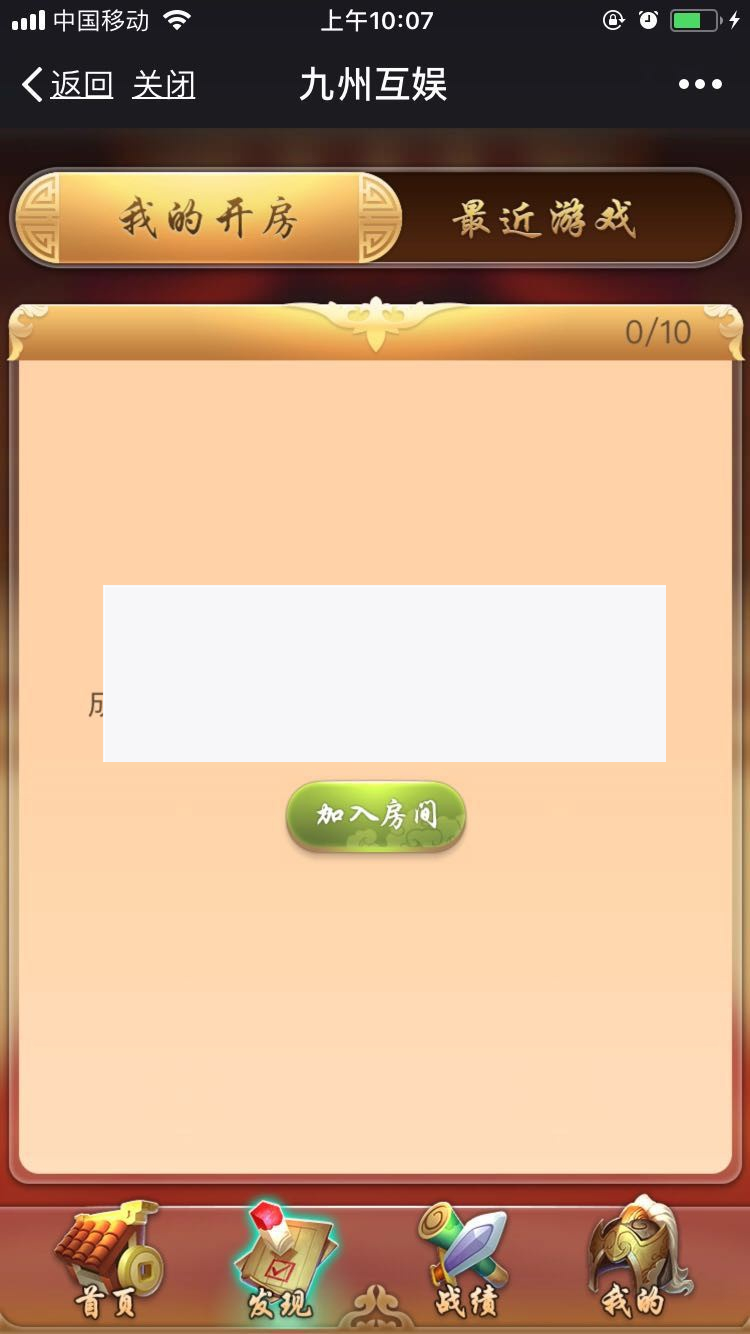 中国移动 上午10:07
返回 关闭 九州互娱
我的开房 最近游戏
0/10
加入房间
首页 发现 战绩 我的